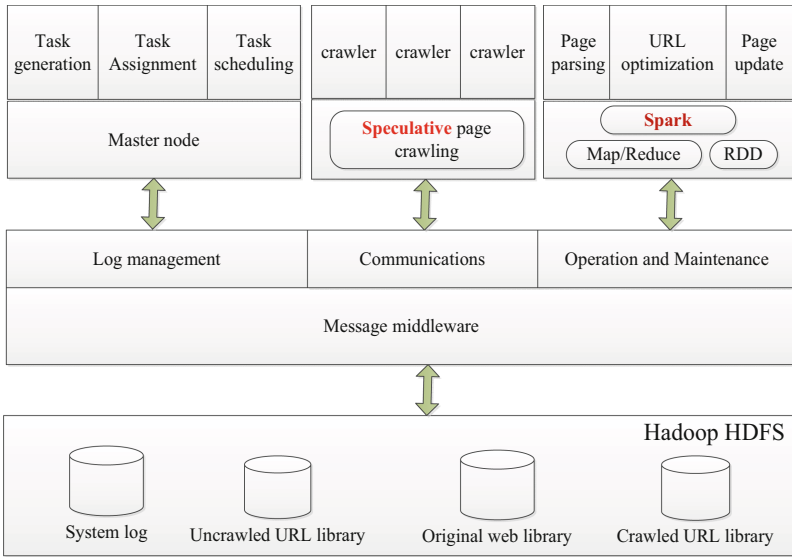 Task generation
Task Assignment
Task scheduling
Master node
crawler
crawler
crawler
Speculative page
crawling
Page parsing
URL optimization
Page update
Spark
Map/Reduce
RDD
Log management
Communications
Operation and Maintenance
Message middleware
Hadoop HDFS
System log
Uncrawled URL library
Original web library
Crawled URL library